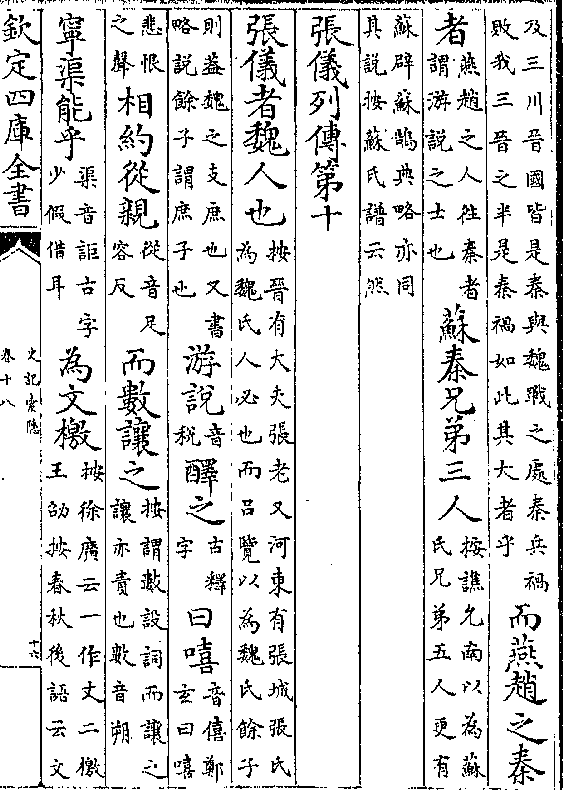 及三川晉國皆是秦與魏戰之處秦兵禍敗我三晉之半是秦禍如此其大者乎而燕趙之秦
者燕趙之人往秦者謂游說之士也蘇秦兄弟三人按譙允南以為蘇氏兄弟五人更有
蘇辟蘇鵠典略亦同其說按蘇氏譜云然
張儀列傳第十
張儀者魏人也按晉有大夫張老又河東有張城張氏為魏氏人必也而呂覽以為魏氏餘子
則蓋魏之支庶也又書略說餘子謂庶子也游說音稅醳之古釋字曰嘻音僖鄭玄曰嘻
悲恨之聲相約從親從音足容反而數讓之按謂數設詞而讓之讓亦責也數音朔
寧渠能乎渠音詎古字少假借耳為文檄按徐廣云一作丈二檄王劭按春秋後語云文
欽定四庫全書
史記索隱
卷十八
十六